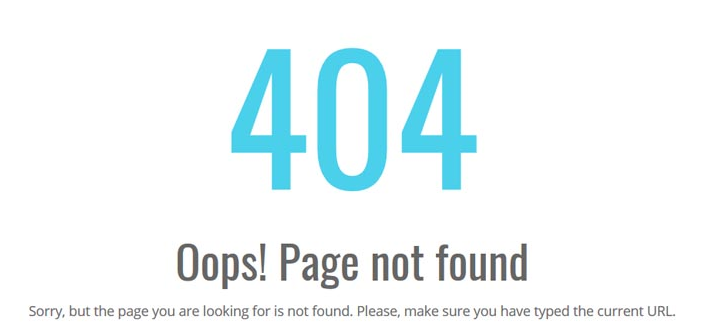 404
Oops! Page not found
Sorry, but the page you are looking for is not found. Please, make sure you have typed the current URL.